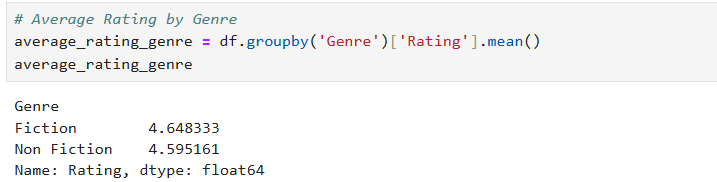 # Average Rating by Genre
average_rating_genre = df.groupby('Genre')['Rating'].mean()
average_rating_genre
Genre
Fiction        4.648333
Non Fiction    4.595161
Name: Rating, dtype: float64